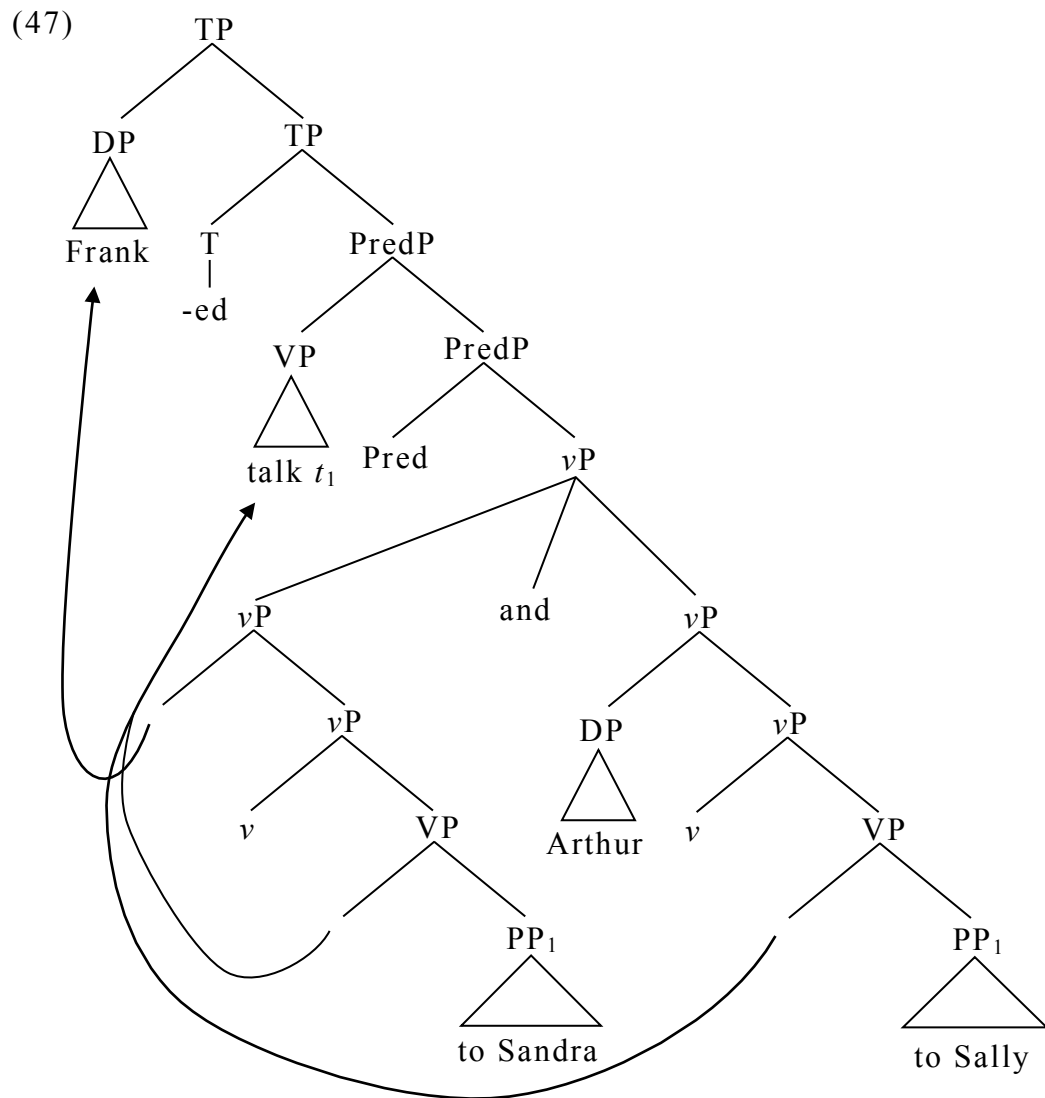 (47)
TP
DP TP
Frank T PredP
-ed
VP PredP
talk t₁ Pred vP
vP and vP
vP DP vP
v VP Arthur v VP
PP₁ PP₁
to Sandra to Sally